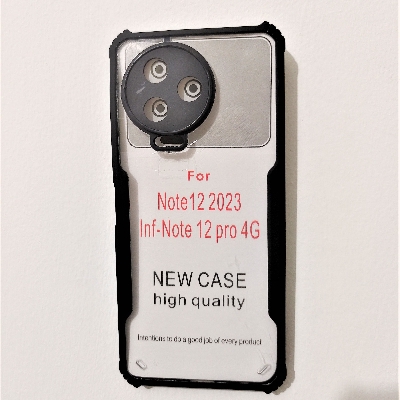 For
Note12 2023
Inf-Note 12 pro 4G
NEW CASE
high quality
Intentions to do a good job of every product